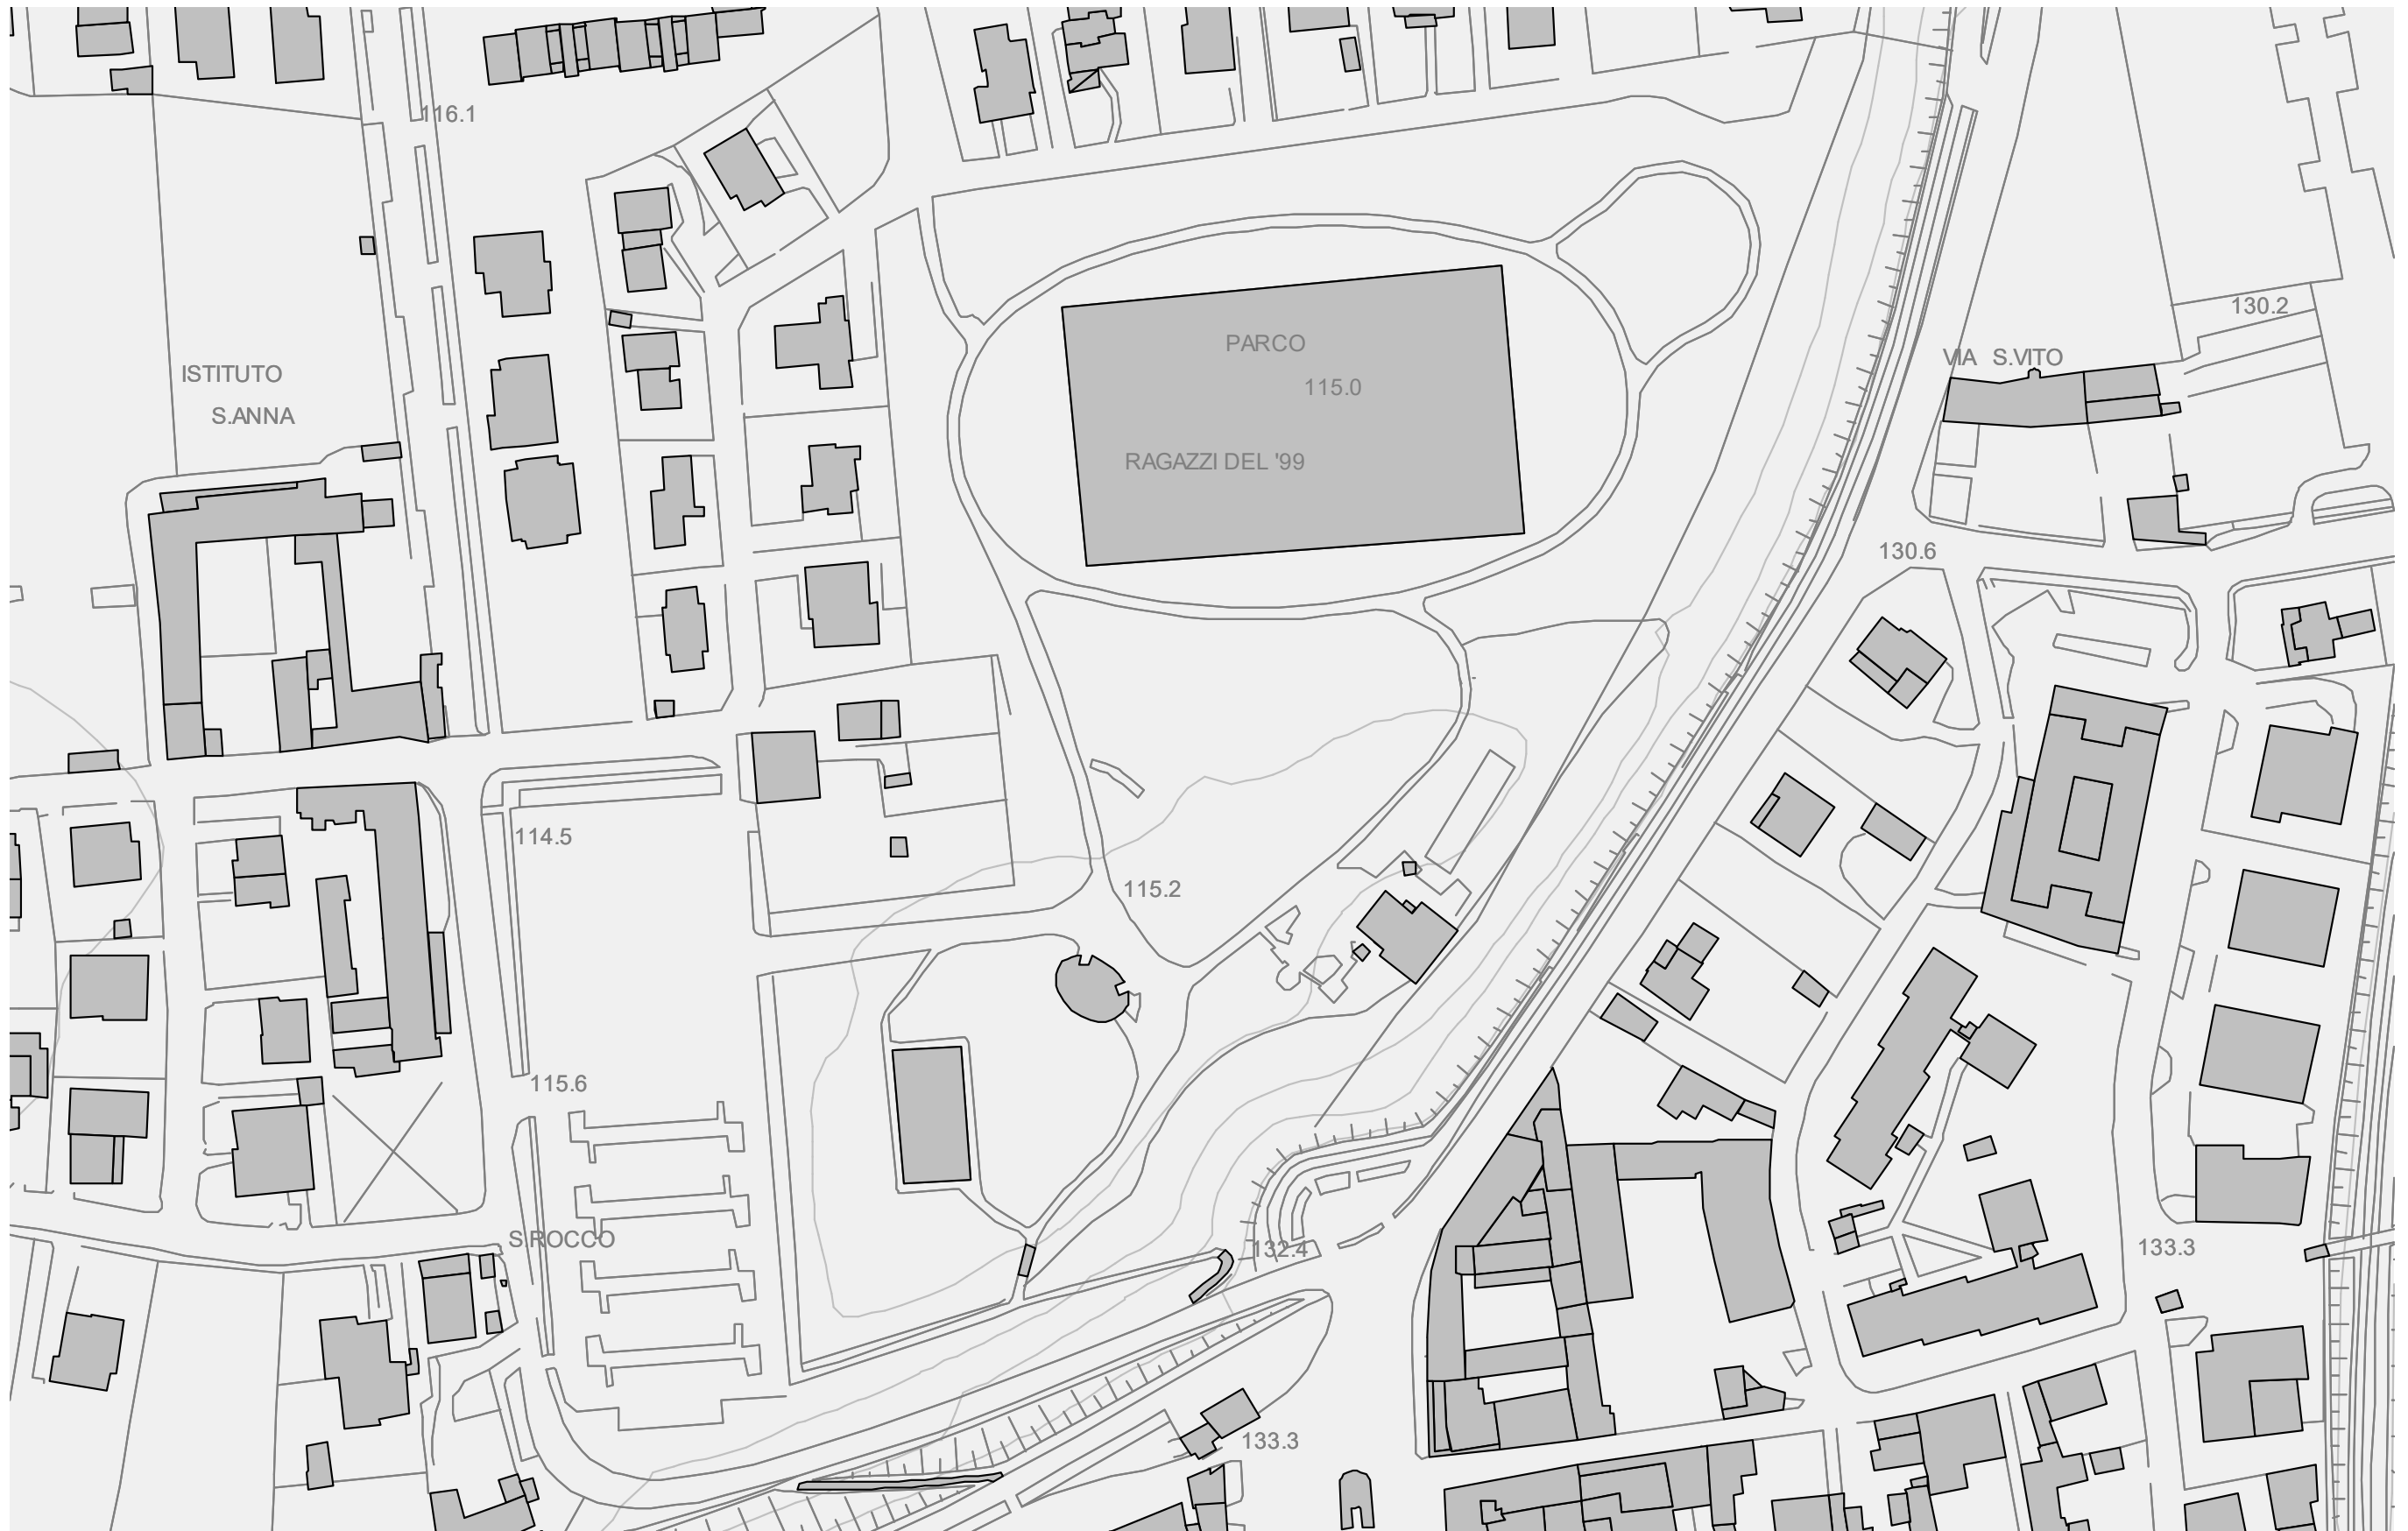 116.1
130.2
PARCO
VIA S.VITO
ISTITUTO
115.0
S.ANNA
RAGAZZI DEL '99
130.6
114.5
115.2
115.6
S.ROCCO
132.4
133.3
133.3